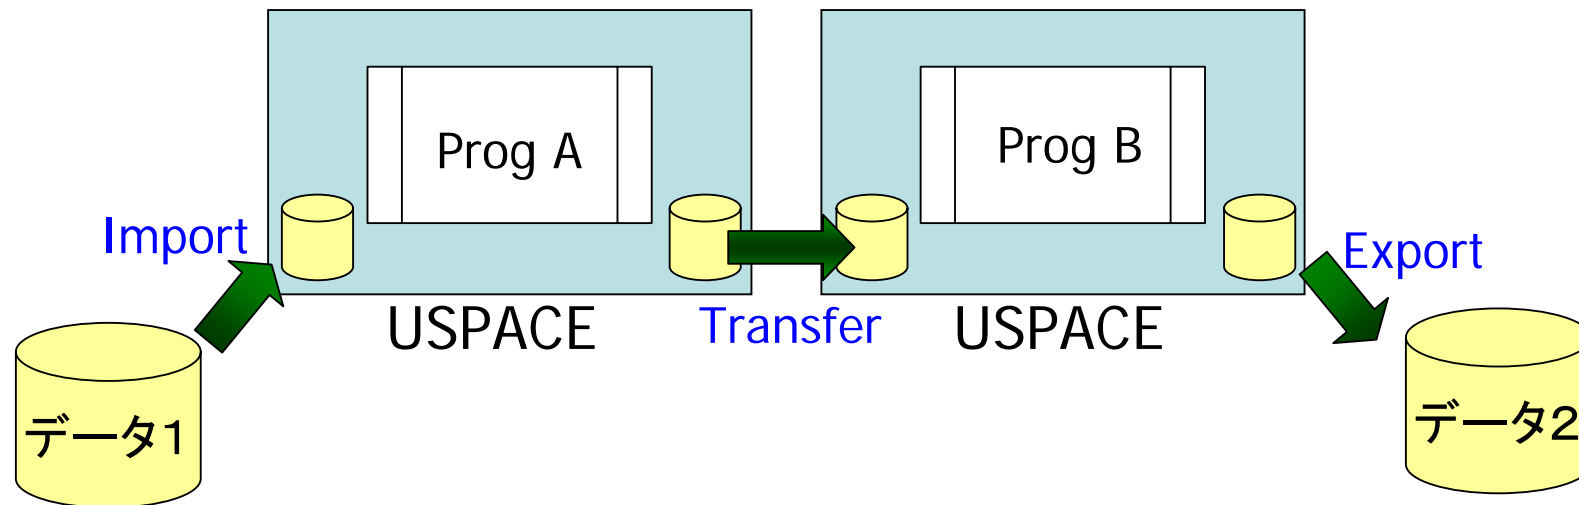 Prog A
Prog B
Import
Export
USPACE
Transfer
USPACE
データ1
データ2